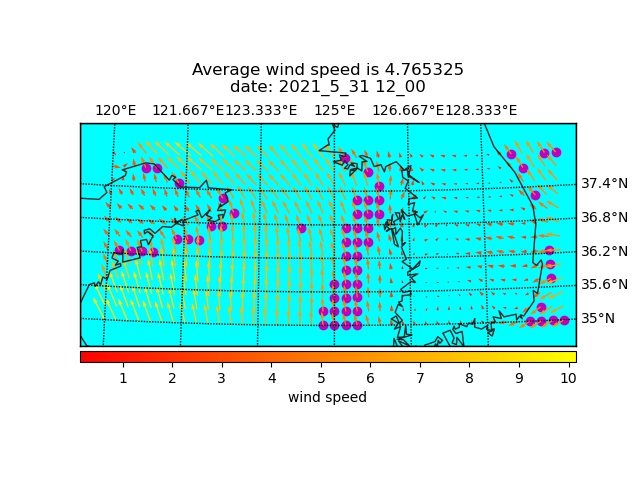 Average wind speed is 4.765325
date: 2021_5_31 12_00
120°E 121.667°E 123.333°E 125°E 126.667°E 128.333°E
37.4°N
36.8°N
36.2°N
35.6°N
35°N
1 2 3 4 5 6 7 8 9 10
wind speed